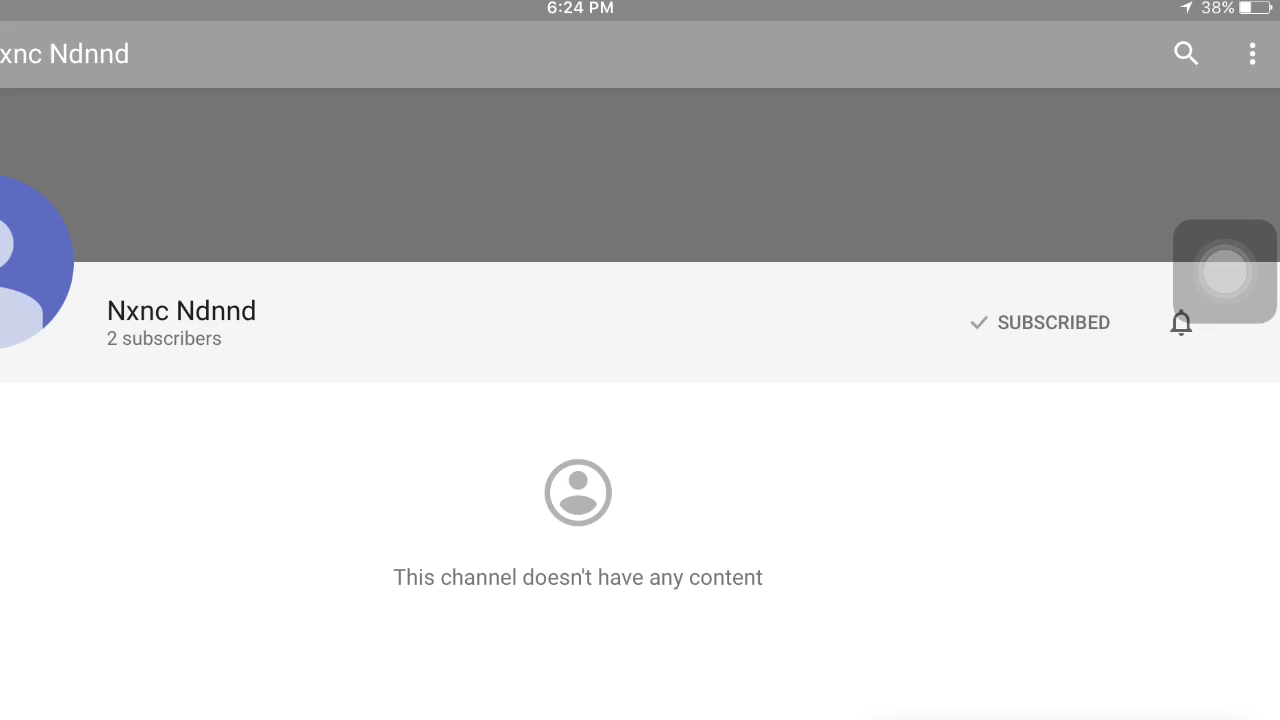 6:24 PM
38%
xnc Ndnnd
Nxnc Ndnnd
2 subscribers
SUBSCRIBED
This channel doesn't have any content